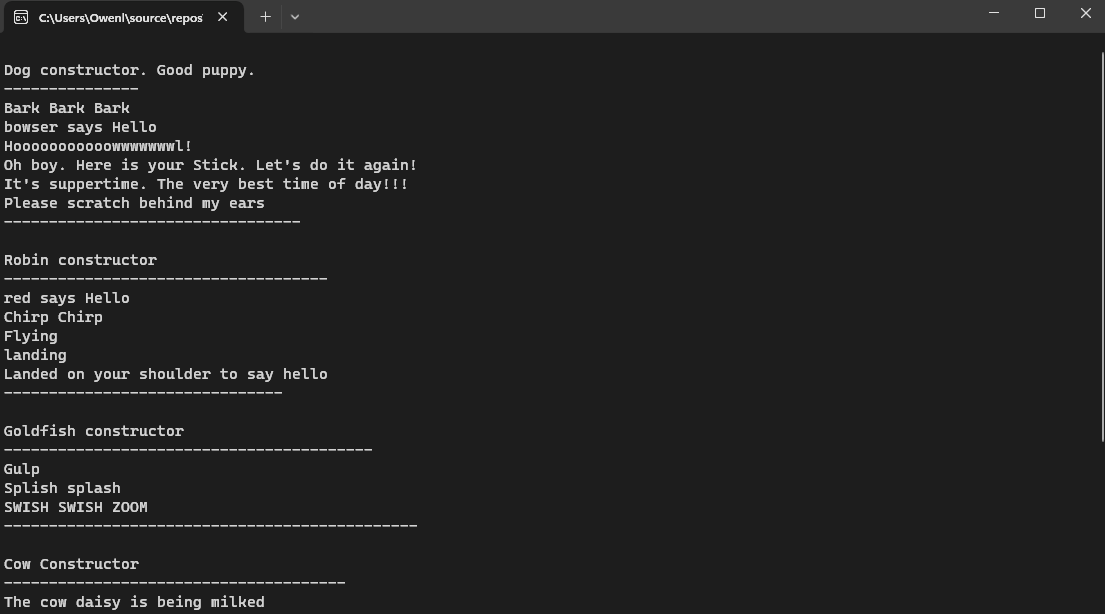 C:\Users\Owenl\source\repos
Dog constructor. Good puppy.
---------------
Bark Bark Bark
bowser says Hello
Hooooooooooowwwwwwwl!
Oh boy. Here is your Stick. Let's do it again!
It's suppertime. The very best time of day!!!
Please scratch behind my ears
---------------------------------
Robin constructor
------------------------------------
red says Hello
Chirp Chirp
Flying
landing
Landed on your shoulder to say hello
-------------------------------
Goldfish constructor
-----------------------------------------
Gulp
Splish splash
SWISH SWISH ZOOM
----------------------------------------------
Cow Constructor
--------------------------------------
The cow daisy is being milked